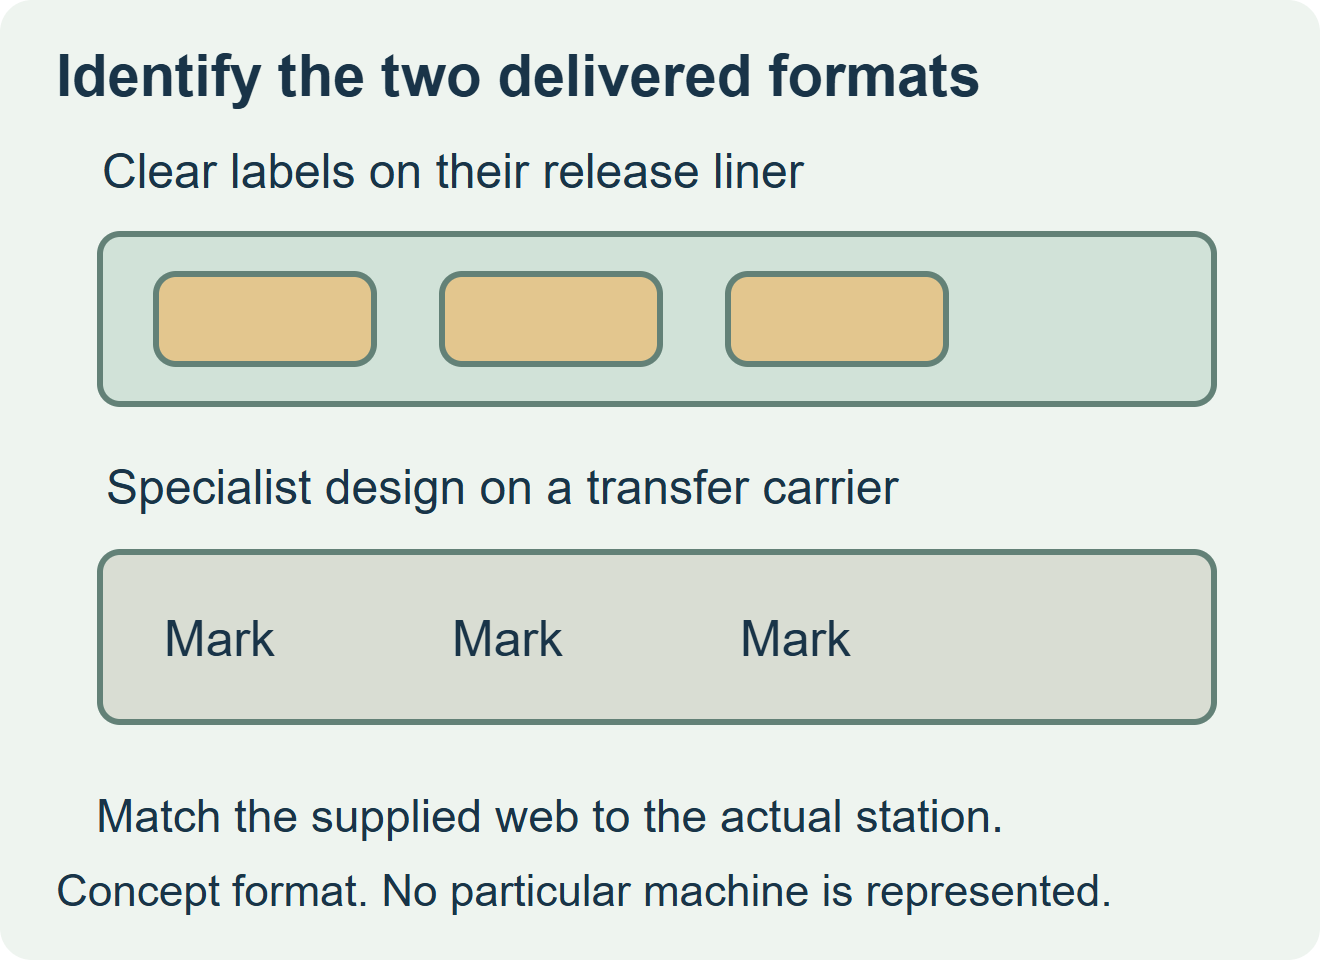 Identify the two delivered formats
Clear labels on their release liner
Specialist design on a transfer carrier
Mark Mark Mark
Match the supplied web to the actual station.
Concept format. No particular machine is represented.